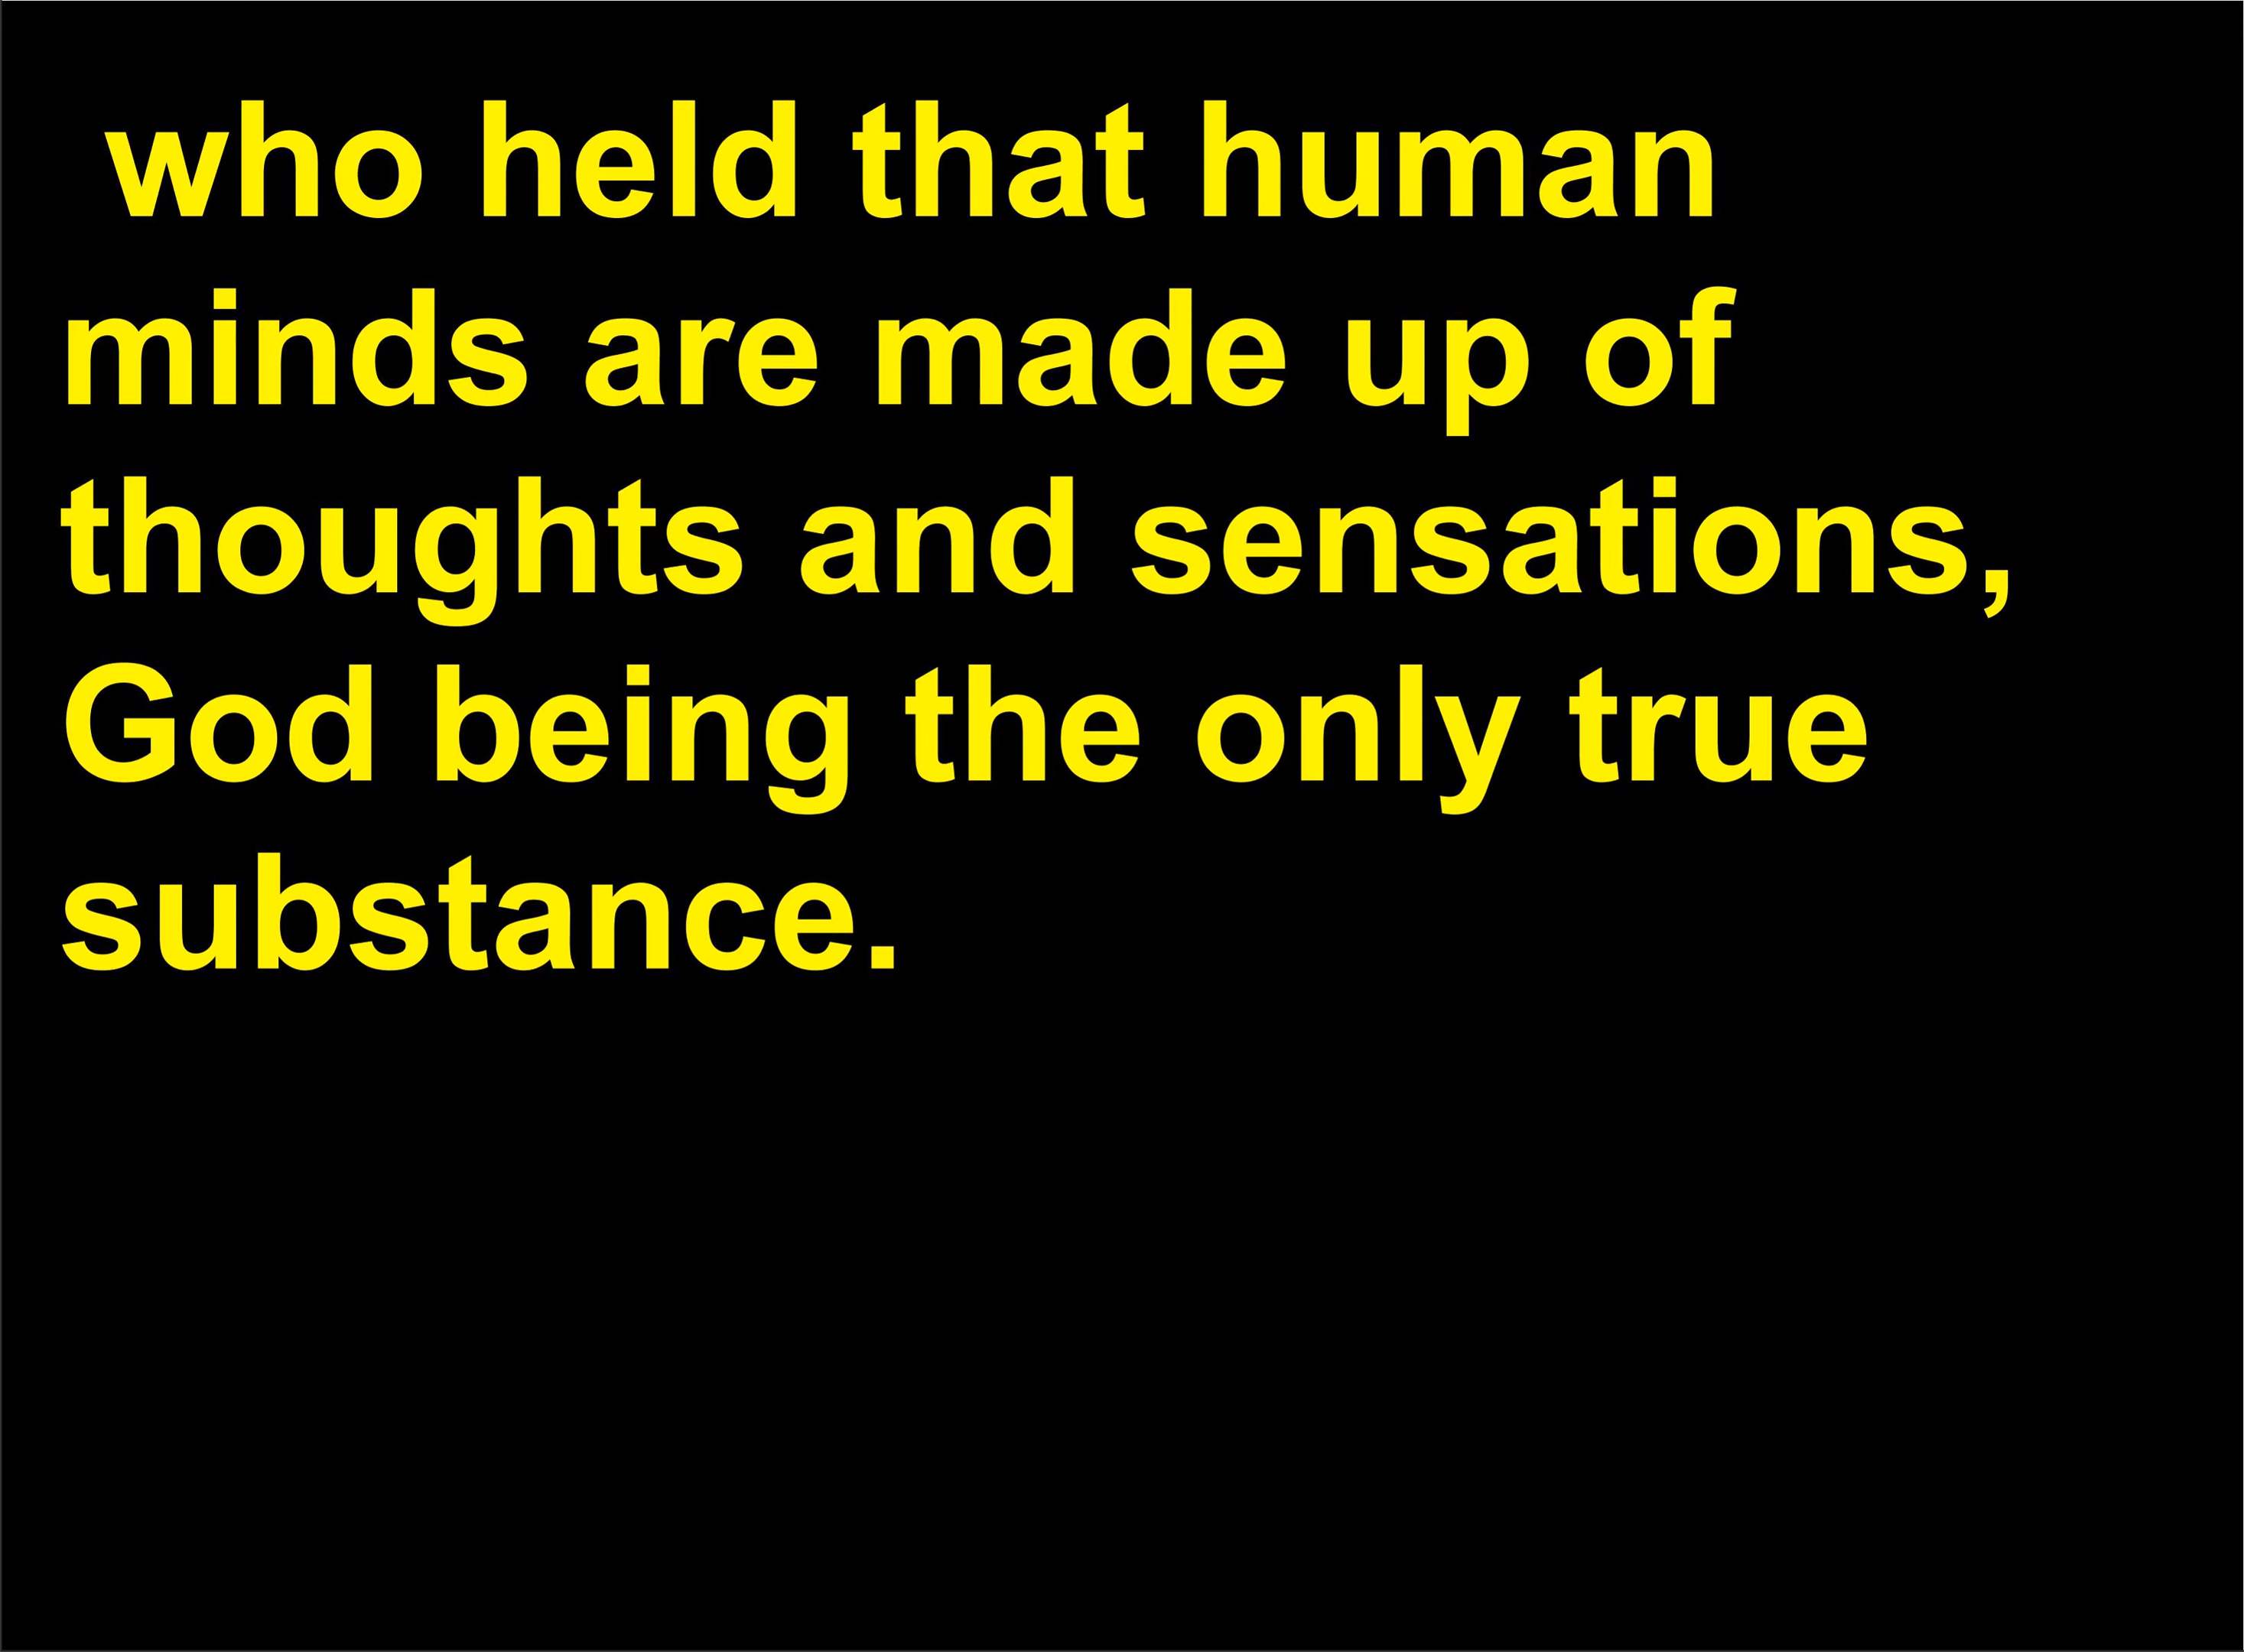 who held that human
minds are made up of
thoughts and sensations,
God being the only true
substance.